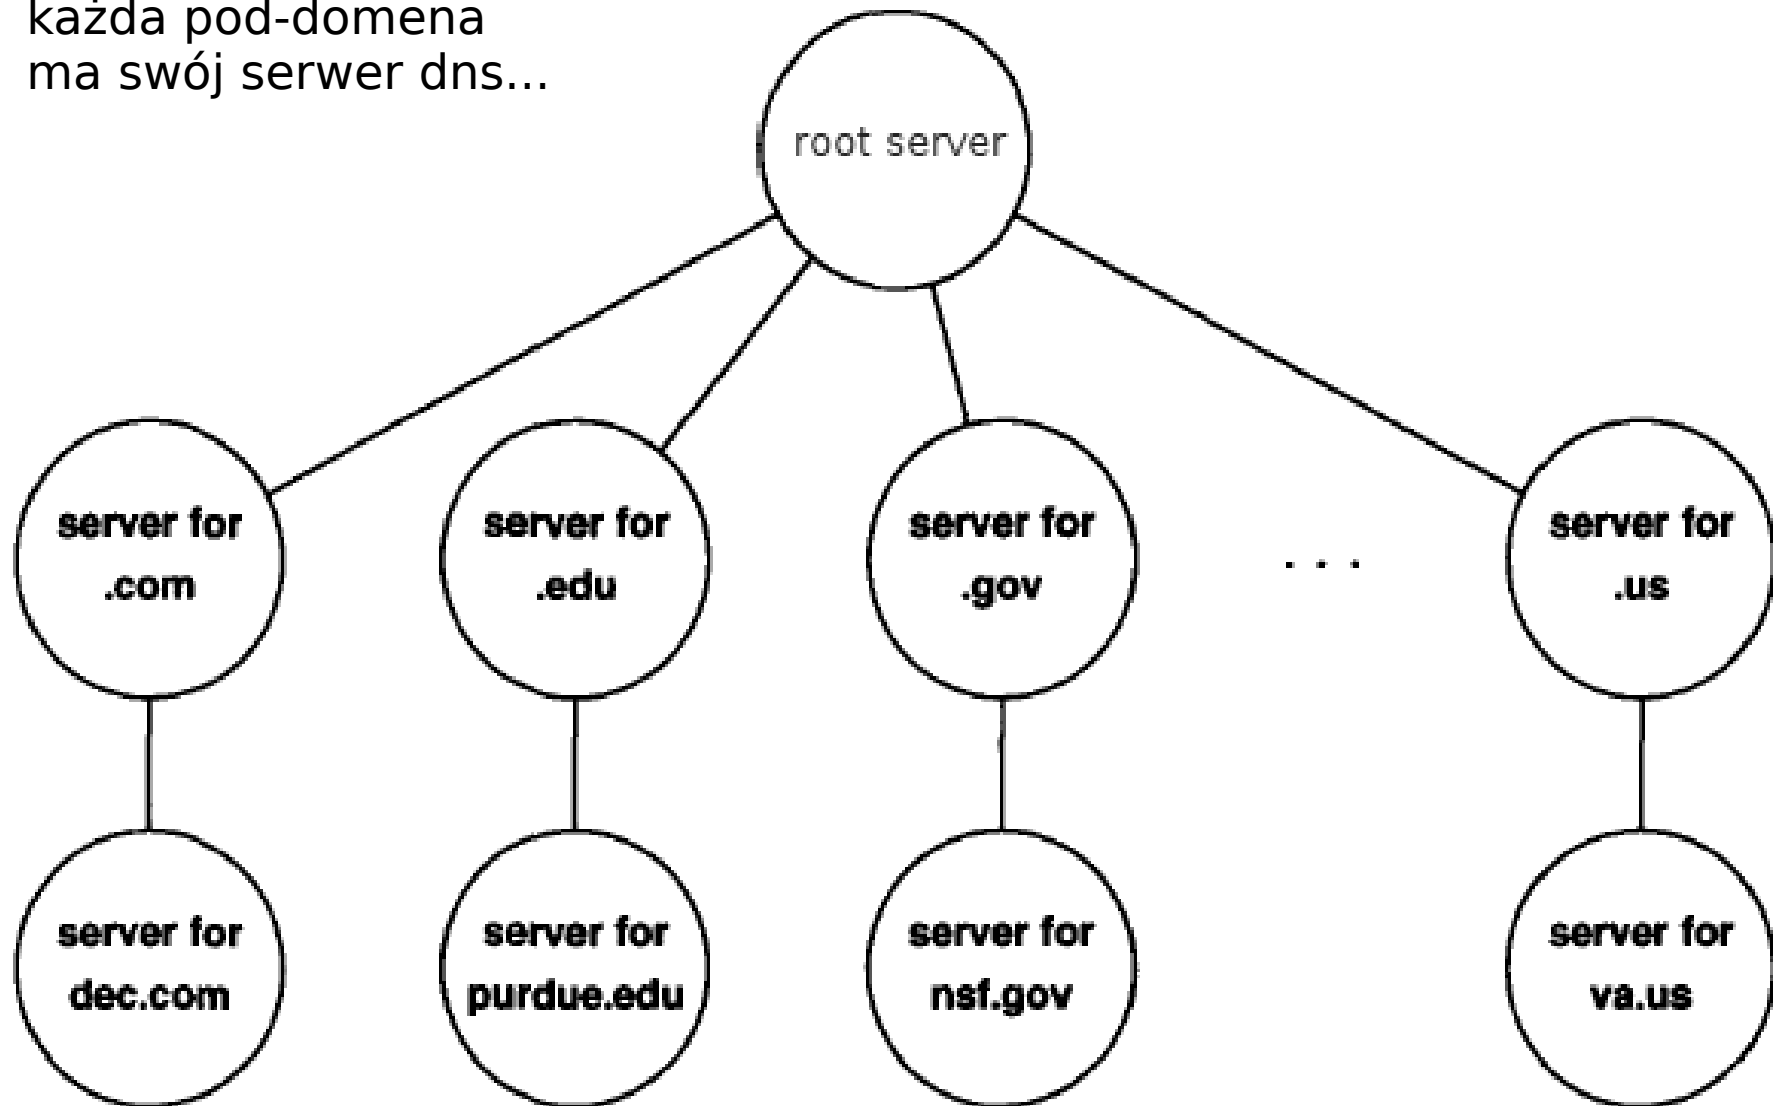 każda pod-domena
ma swój serwer dns...
root server
server for
.com
server for
.edu
server for
.gov
. . .
server for
.us
server for
dec.com
server for
purdue.edu
server for
nsf.gov
server for
va.us